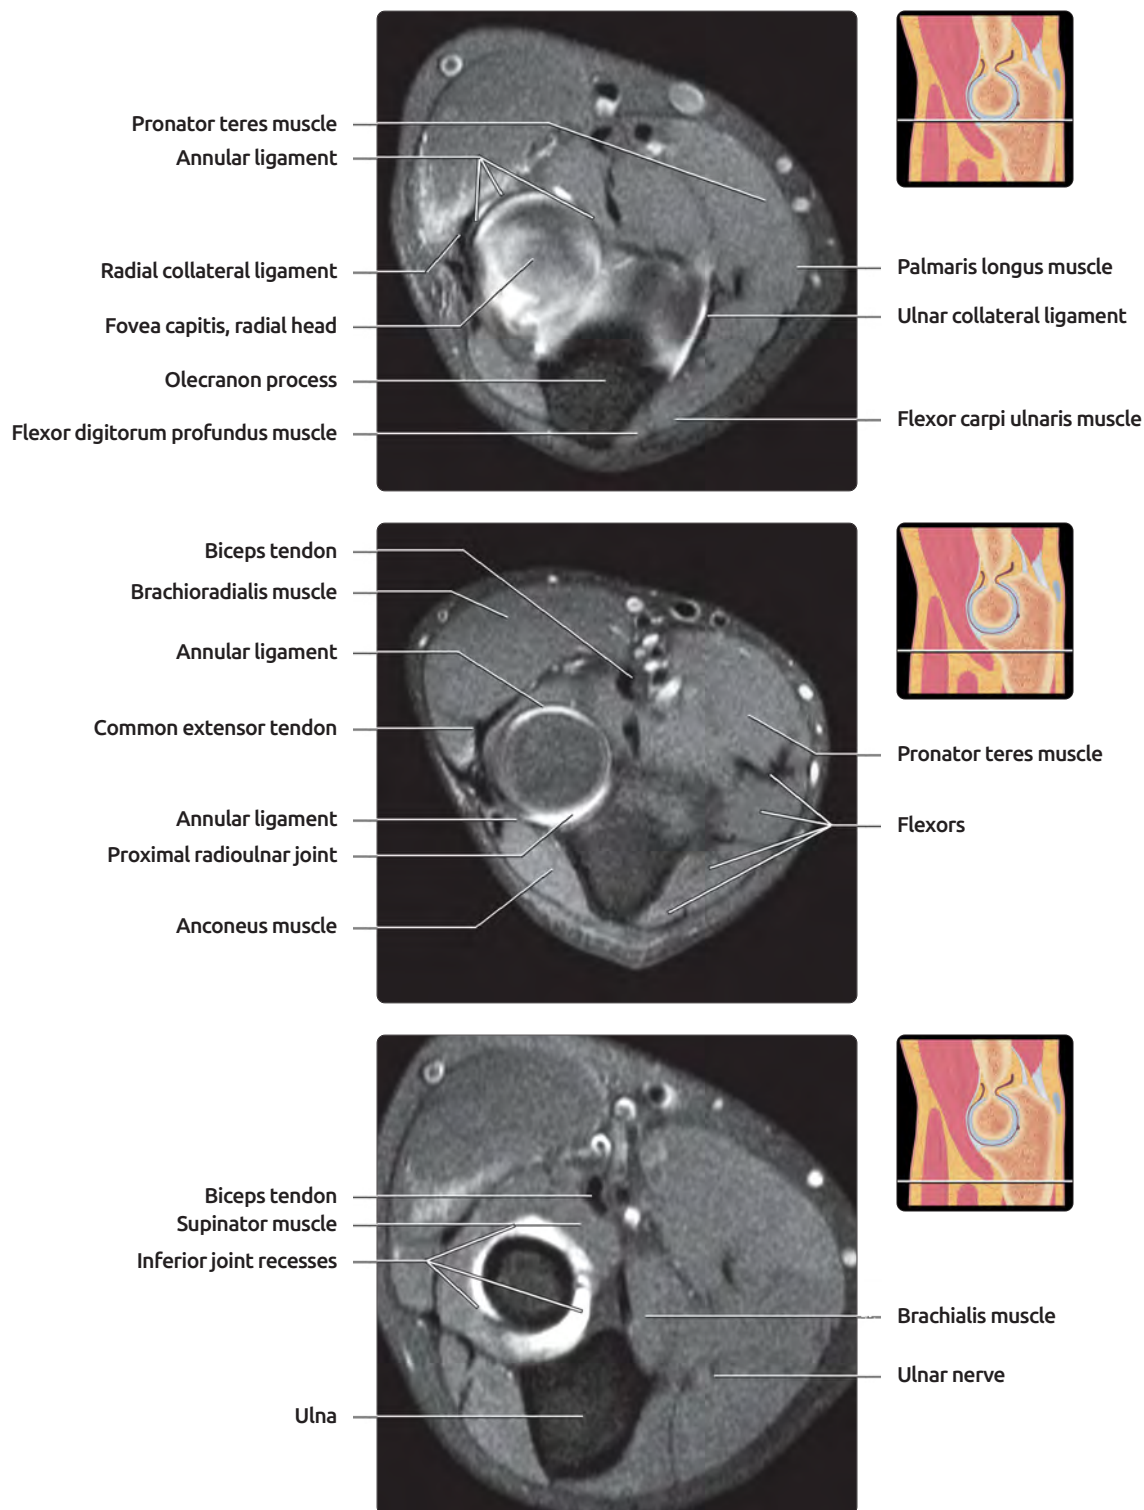 Pronator teres muscle
Annular ligament
Radial collateral ligament
Fovea capitis, radial head
Olecranon process
Flexor digitorum profundus muscle
Palmaris longus muscle
Ulnar collateral ligament
Flexor carpi ulnaris muscle
Biceps tendon
Brachioradialis muscle
Annular ligament
Common extensor tendon
Annular ligament
Proximal radioulnar joint
Anconeus muscle
Pronator teres muscle
Flexors
Biceps tendon
Supinator muscle
Inferior joint recesses
Ulna
Brachialis muscle
Ulnar nerve